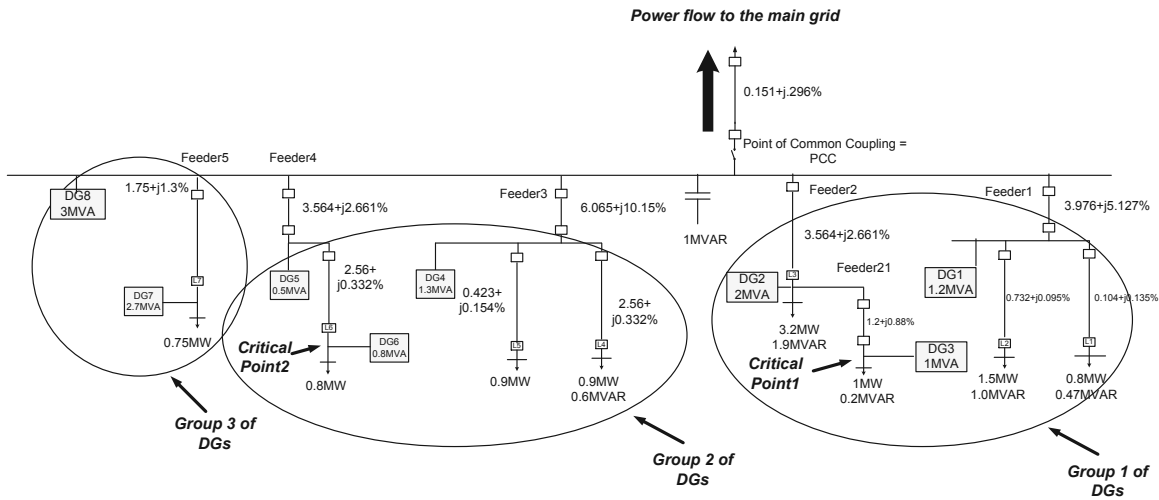 Power flow to the main grid
0.151+j.296%
Point of Common Coupling =
PCC
Feeder5
Feeder4
Feeder3
Feeder2
Feeder1
DG8
3MVA
1.75+j1.3%
3.564+j2.661%
6.065+j10.15%
1MVAR
3.564+j2.661%
3.976+j5.127%
L7
DG7
2.7MVA
0.75MW
DG5
0.5MVA
2.56+
j0.332%
L6
DG6
0.8MVA
Critical
Point2
0.8MW
DG4
1.3MVA
0.423+
j0.154%
L5
0.9MW
2.56+
j0.332%
L4
0.9MW
0.6MVAR
Feeder21
DG2
2MVA
L3
3.2MW
1.9MVAR
1.2+j0.88%
Critical
Point1
DG3
1MVA
1MW
0.2MVAR
DG1
1.2MVA
0.732+j0.095%
L2
1.5MW
1.0MVAR
0.104+j0.135%
L1
0.8MW
0.47MVAR
Group 3 of
DGs
Group 2 of
DGs
Group 1 of
DGs